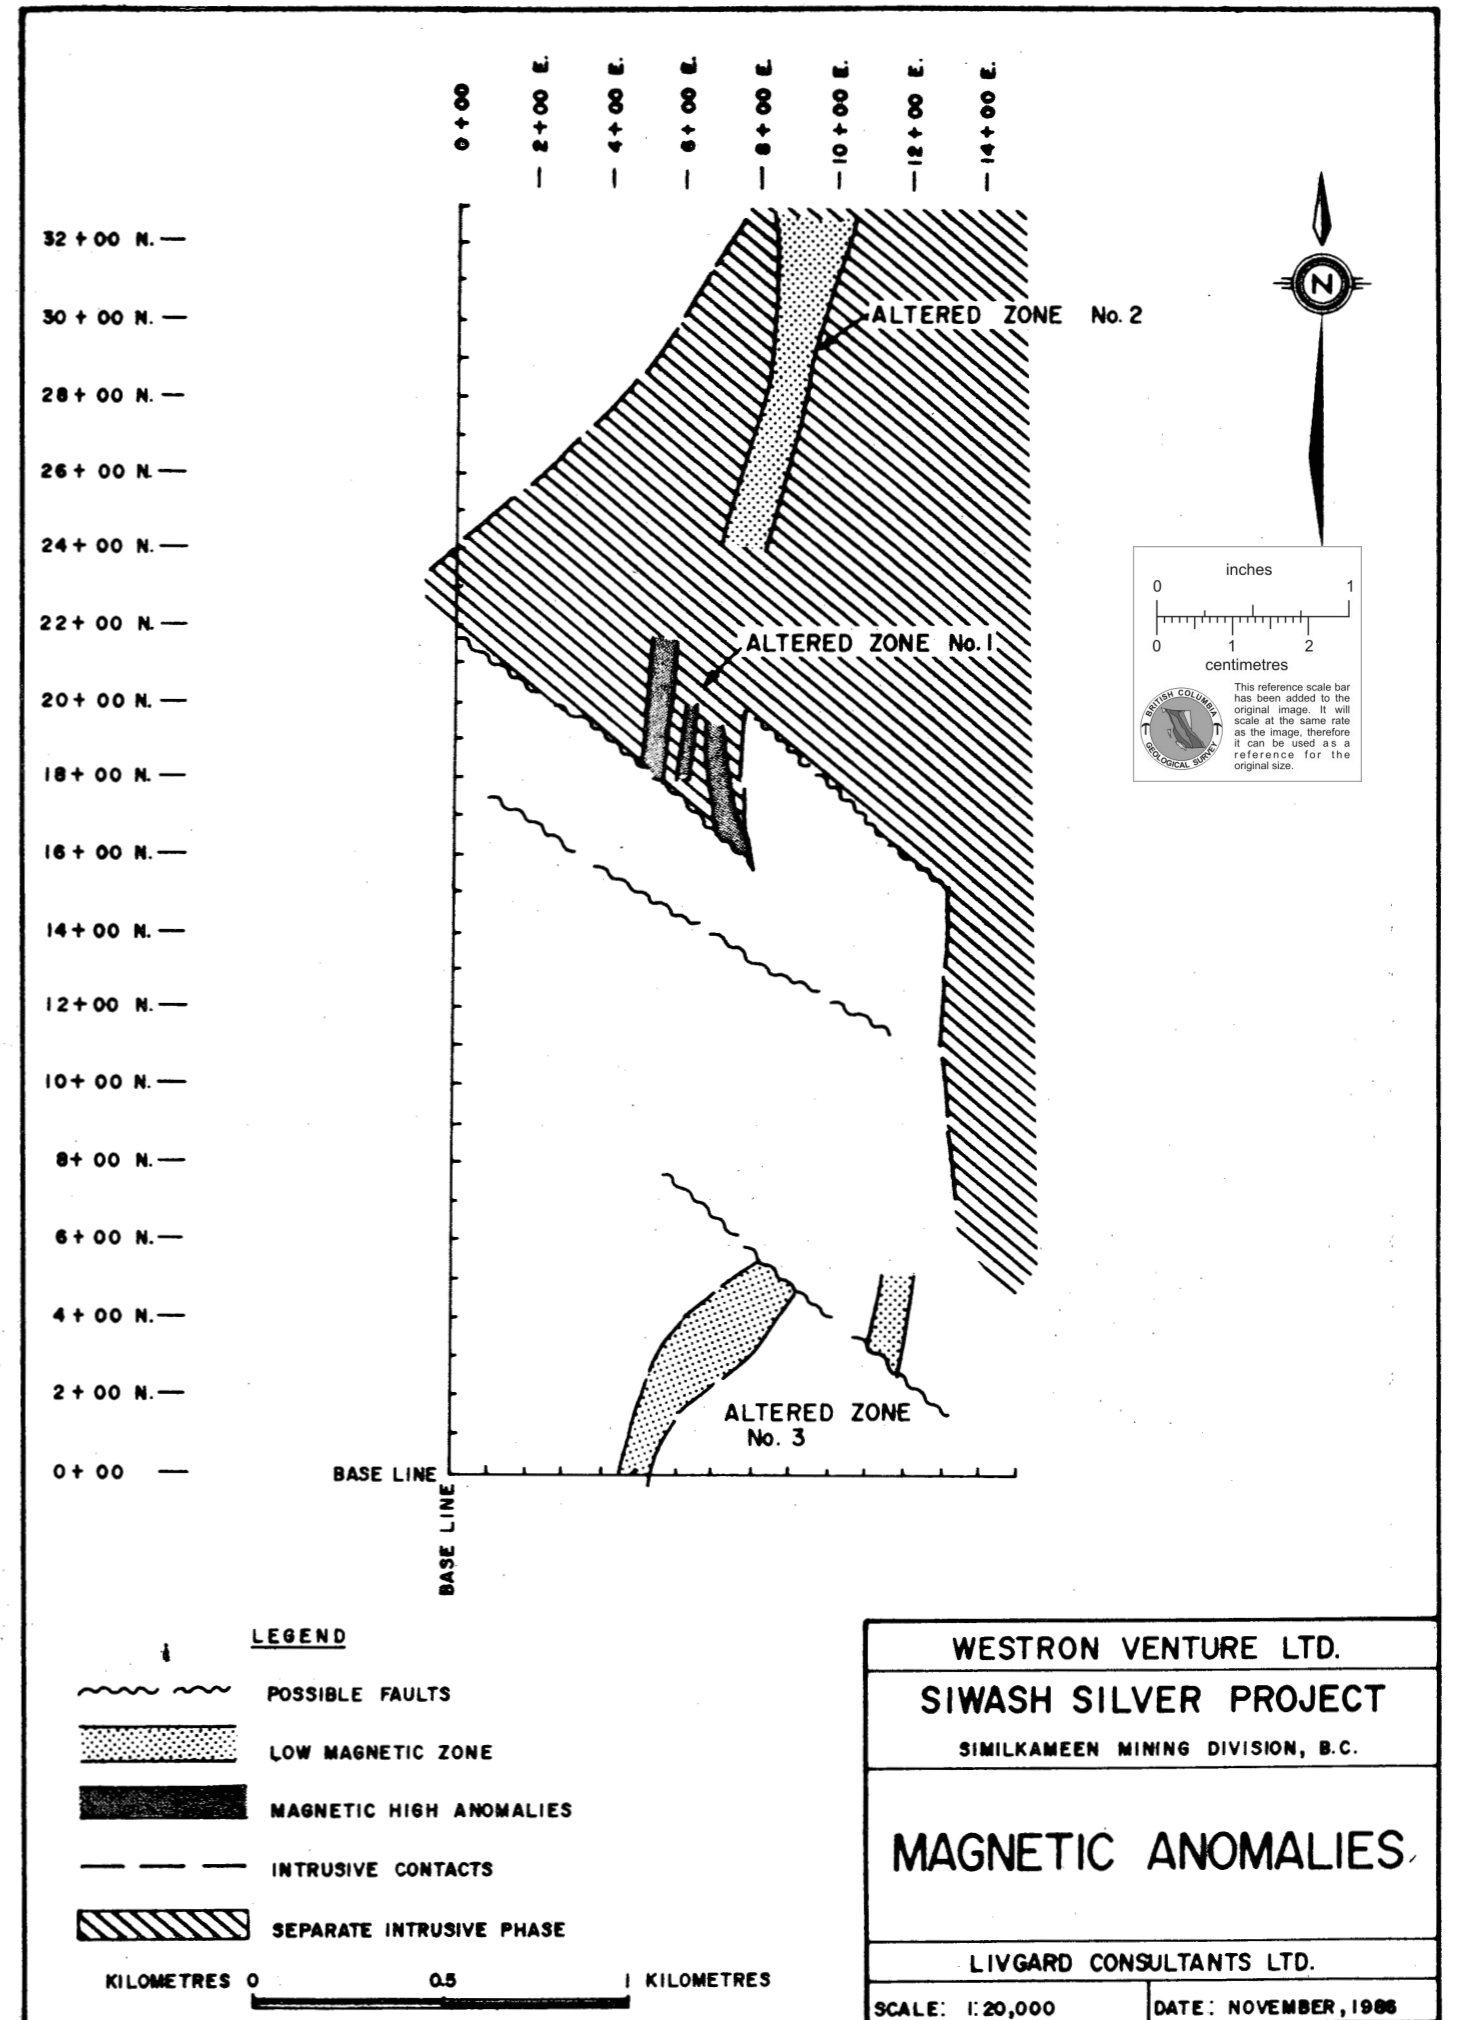 0+00
2+00 E.
4+00 E.
6+00 E.
8+00 E.
10+00 E.
12+00 E.
14+00 E.
32+00 N.
30+00 N.
28+00 N.
26+00 N.
24+00 N.
22+00 N.
20+00 N.
18+00 N.
16+00 N.
14+00 N.
12+00 N.
10+00 N.
8+00 N.
6+00 N.
4+00 N.
2+00 N.
0+00
ALTERED ZONE No. 2
ALTERED ZONE No. 1
ALTERED ZONE
No. 3
BASE LINE
BASE LINE
N
inches
0 1
0 1 2
centimetres
BRITISH COLUMBIA
GEOLOGICAL SURVEY
This reference scale bar
has been added to the
original image. It will
scale at the same rate
as the image, therefore
it can be used as a
reference for the
original size.
LEGEND
POSSIBLE FAULTS
LOW MAGNETIC ZONE
MAGNETIC HIGH ANOMALIES
INTRUSIVE CONTACTS
SEPARATE INTRUSIVE PHASE
KILOMETRES 0 0.5 1 KILOMETRES
WESTRON VENTURE LTD.
SIWASH SILVER PROJECT
SIMILKAMEEN MINING DIVISION, B.C.
MAGNETIC ANOMALIES
LIVGARD CONSULTANTS LTD.
SCALE: 1:20,000
DATE: NOVEMBER, 1986